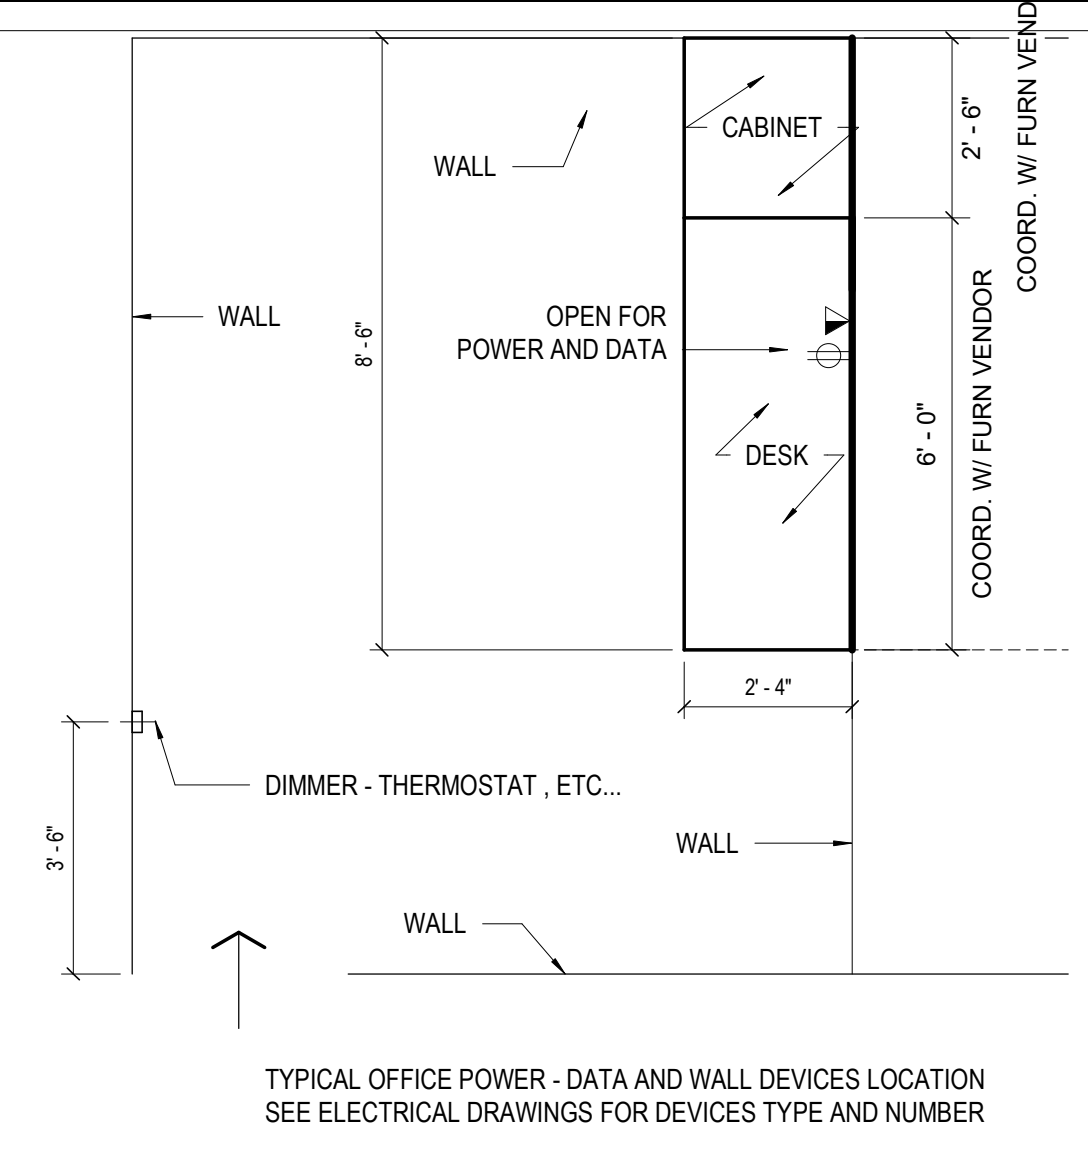 COORD. W/ FURN VEND
2' - 6"
CABINET
WALL
WALL
8' - 6"
OPEN FOR
POWER AND DATA
COORD. W/ FURN VENDOR
6' - 0"
DESK
2' - 4"
DIMMER - THERMOSTAT , ETC...
3' - 6"
WALL
WALL
TYPICAL OFFICE POWER - DATA AND WALL DEVICES LOCATION
SEE ELECTRICAL DRAWINGS FOR DEVICES TYPE AND NUMBER